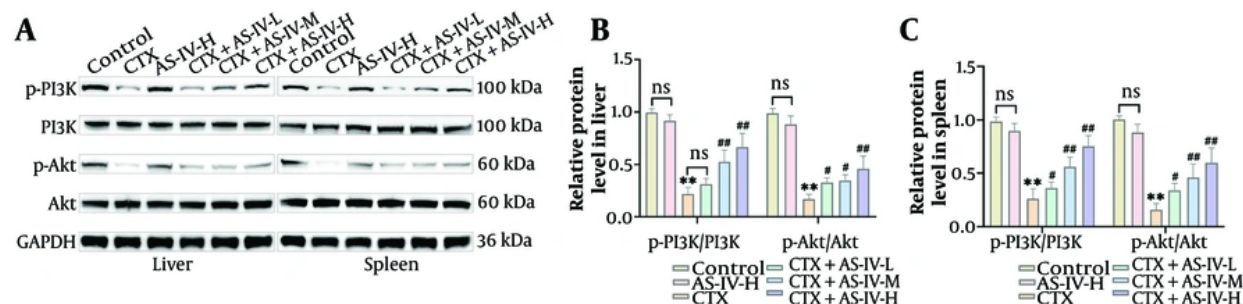 A
Control CTX AS-IV-H CTX + AS-IV-L CTX + AS-IV-M CTX + AS-IV-H Control CTX AS-IV-H CTX + AS-IV-L CTX + AS-IV-M CTX + AS-IV-H
p-PI3K 100 kDa
PI3K 100 kDa
p-Akt 60 kDa
Akt 60 kDa
GAPDH 36 kDa
Liver Spleen
B
Relative protein
level in liver
1.5
1.0
0.5
0.0
ns ns
** ns ## ##
** # # ##
p-PI3K/PI3K p-Akt/Akt
Control CTX + AS-IV-L
AS-IV-H CTX + AS-IV-M
CTX CTX + AS-IV-H
C
Relative protein
level in spleen
1.5
1.0
0.5
0.0
ns ns
** # ## ##
** # ## ##
p-PI3K/PI3K p-Akt/Akt
Control CTX + AS-IV-L
AS-IV-H CTX + AS-IV-M
CTX CTX + AS-IV-H